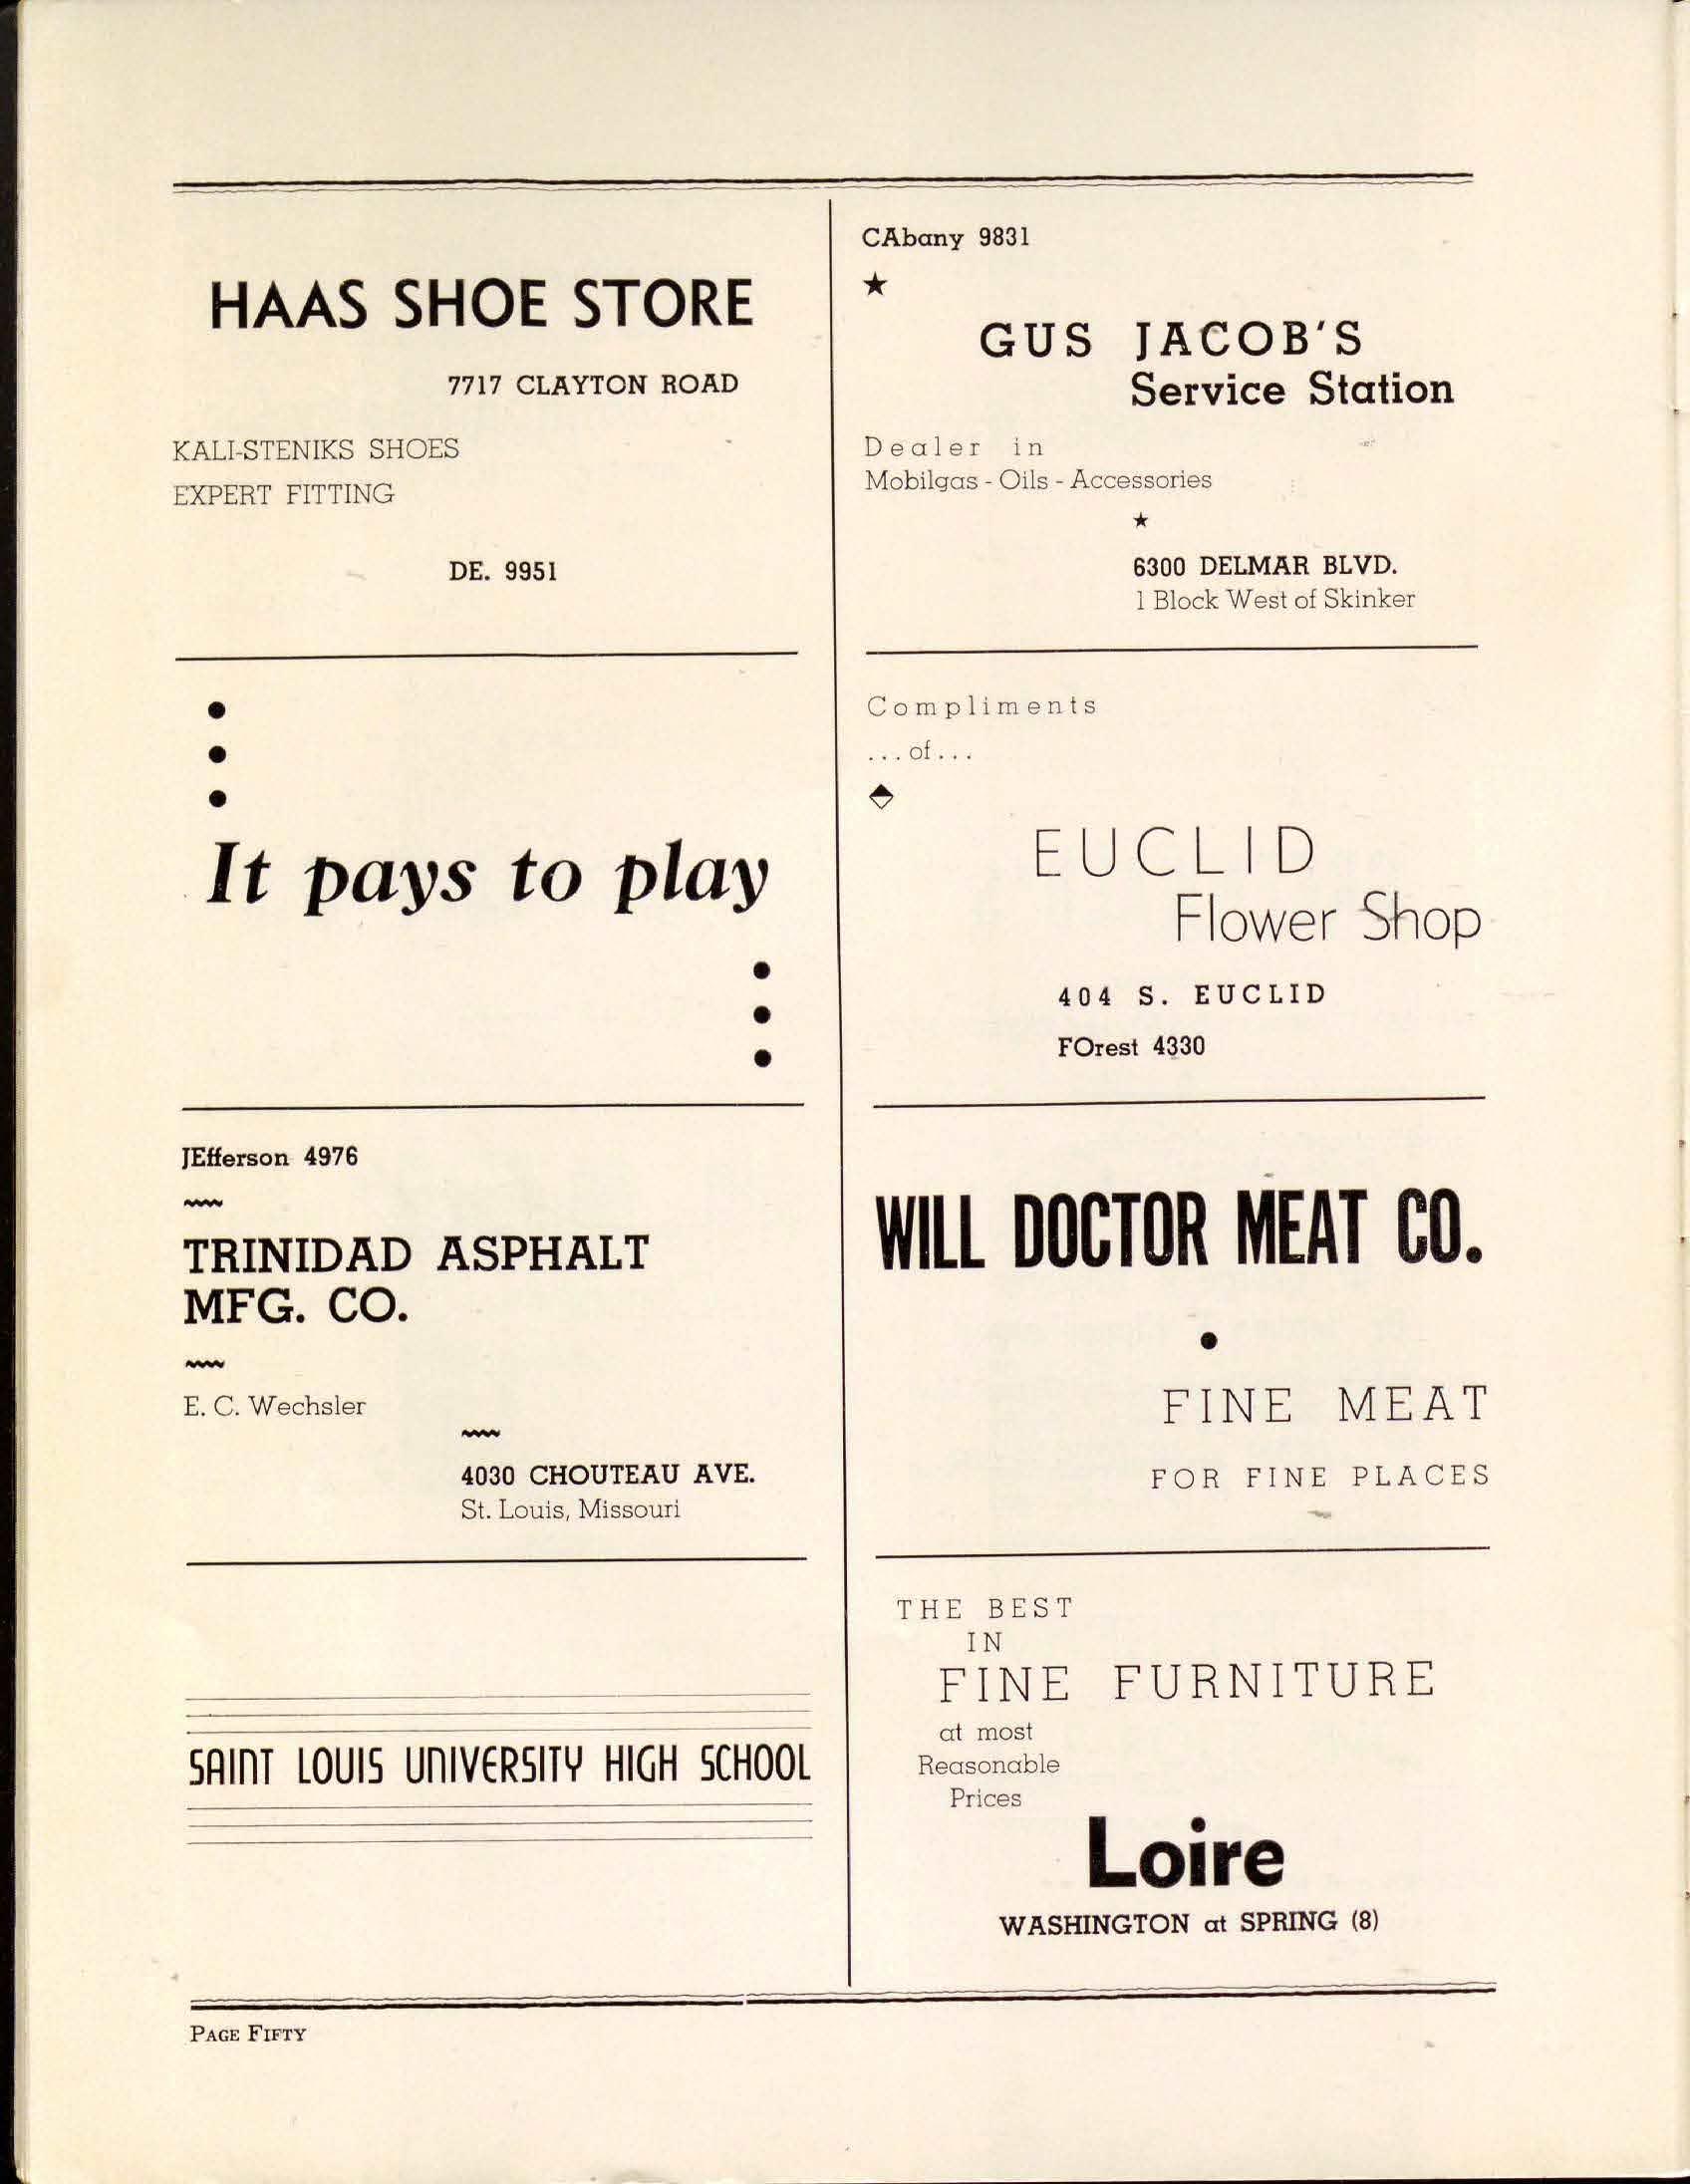 HAAS SHOE STORE
7717 CLAYTON ROAD
KALI-STENIKS SHOES
EXPERT FITTING
DE. 9951
It pays to play
JEfferson 4976
TRINIDAD ASPHALT
MFG. CO.
E. C. Wechsler
4030 CHOUTEAU AVE.
St. Louis, Missouri
SAINT LOUIS UNIVERSITY HIGH SCHOOL
CAbany 9831
GUS JACOB'S
Service Station
Dealer in
Mobilgas - Oils - Accessories
6300 DELMAR BLVD.
1 Block West of Skinker
Compliments
...of...
EUCLID
Flower Shop
404 S. EUCLID
FOrest 4330
WILL DOCTOR MEAT CO.
FINE MEAT
FOR FINE PLACES
THE BEST
IN
FINE FURNITURE
at most
Reasonable
Prices
Loire
WASHINGTON at SPRING (8)
PAGE FIFTY